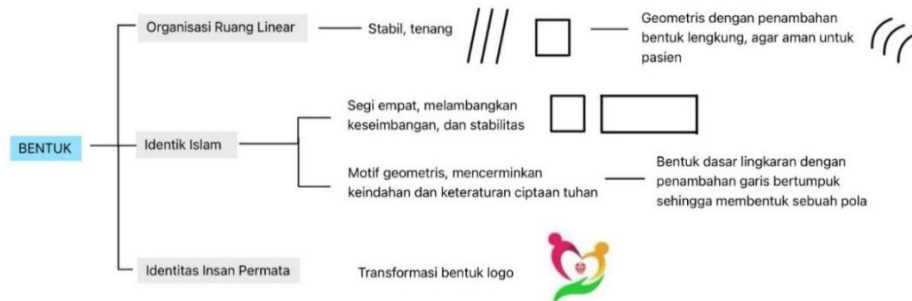 BENTUK
Organisasi Ruang Linear
Stabil, tenang
Geometris dengan penambahan
bentuk lengkung, agar aman untuk
pasien
Identik Islam
Segi empat, melambangkan
keseimbangan, dan stabilitas
Motif geometris, mencerminkan
keindahan dan keteraturan ciptaan tuhan
Bentuk dasar lingkaran dengan
penambahan garis bertumpuk
sehingga membentuk sebuah pola
Identitas Insan Permata
Transformasi bentuk logo